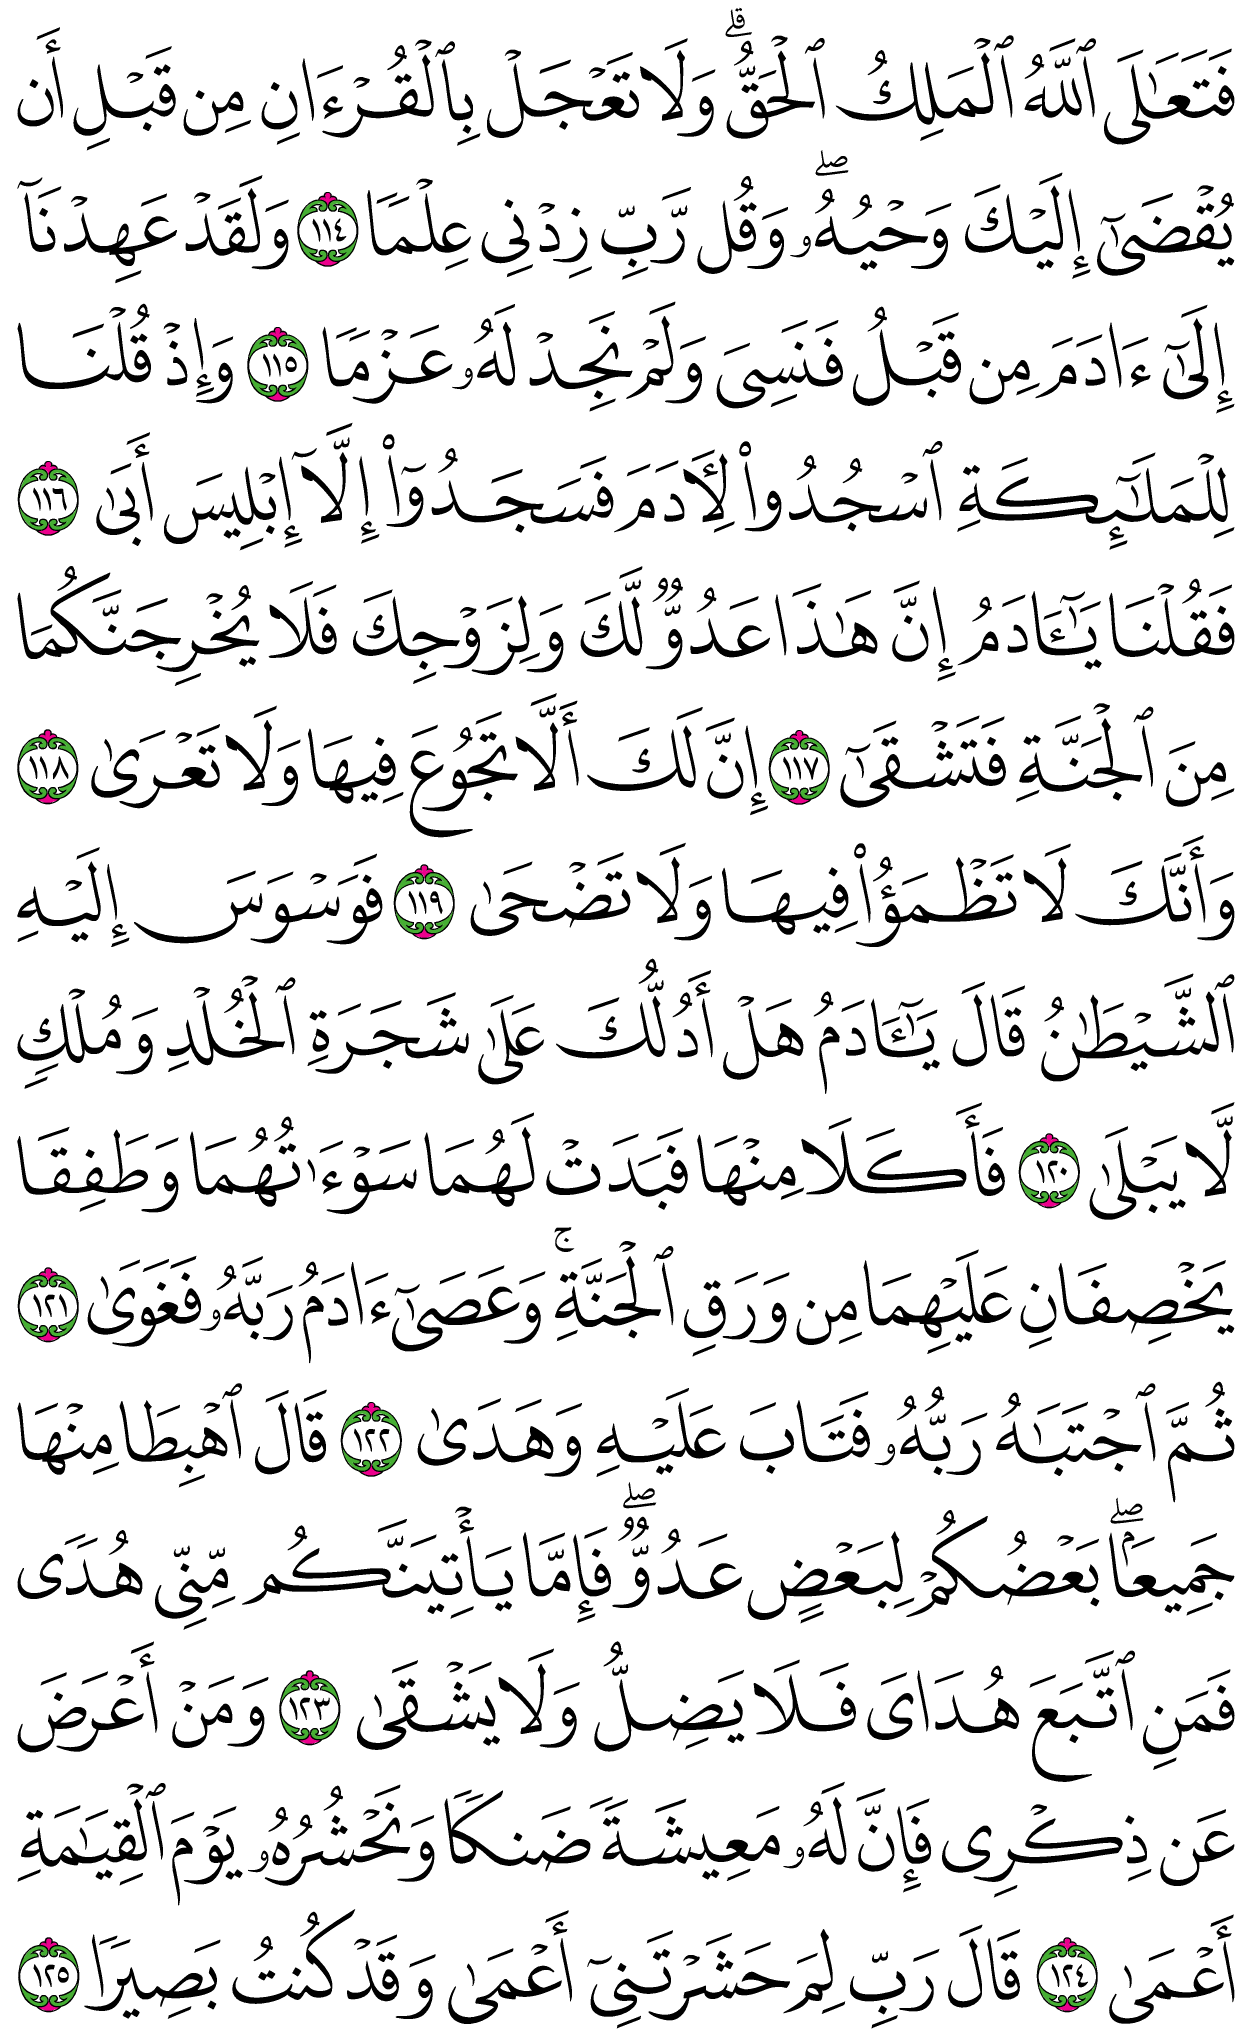 فَتَعَٰلَى ٱللَّهُ ٱلۡمَلِكُ ٱلۡحَقُّۗ وَلَا تَعۡجَلۡ بِٱلۡقُرۡءَانِ مِن قَبۡلِ أَن
يُقۡضَىٰٓ إِلَيۡكَ وَحۡيُهُۥۖ وَقُل رَّبِّ زِدۡنِي عِلۡمٗا ١١٤ وَلَقَدۡ عَهِدۡنَآ
إِلَىٰٓ ءَادَمَ مِن قَبۡلُ فَنَسِيَ وَلَمۡ نَجِدۡ لَهُۥ عَزۡمٗا ١١٥ وَإِذۡ قُلۡنَا
لِلۡمَلَٰٓئِكَةِ ٱسۡجُدُواْ لِأٓدَمَ فَسَجَدُوٓاْ إِلَّآ إِبۡلِيسَ أَبَىٰ ١١٦
فَقُلۡنَا يَٰٓـَٔادَمُ إِنَّ هَٰذَا عَدُوّٞ لَّكَ وَلِزَوۡجِكَ فَلَا يُخۡرِجَنَّكُمَا
مِنَ ٱلۡجَنَّةِ فَتَشۡقَىٰٓ ١١٧ إِنَّ لَكَ أَلَّا تَجُوعَ فِيهَا وَلَا تَعۡرَىٰ ١١٨
وَأَنَّكَ لَا تَظۡمَؤُاْ فِيهَا وَلَا تَضۡحَىٰ ١١٩ فَوَسۡوَسَ إِلَيۡهِ
ٱلشَّيۡطَٰنُ قَالَ يَٰٓـَٔادَمُ هَلۡ أَدُلُّكَ عَلَىٰ شَجَرَةِ ٱلۡخُلۡدِ وَمُلۡكٖ
لَّا يَبۡلَىٰ ١٢٠ فَأَكَلَا مِنۡهَا فَبَدَتۡ لَهُمَا سَوۡءَٰتُهُمَا وَطَفِقَا
يَخۡصِفَانِ عَلَيۡهِمَا مِن وَرَقِ ٱلۡجَنَّةِۚ وَعَصَىٰٓ ءَادَمُ رَبَّهُۥ فَغَوَىٰ ١٢١
ثُمَّ ٱجۡتَبَٰهُ رَبُّهُۥ فَتَابَ عَلَيۡهِ وَهَدَىٰ ١٢٢ قَالَ ٱهۡبِطَا مِنۡهَا
جَمِيعَۢاۖ بَعۡضُكُمۡ لِبَعۡضٍ عَدُوّٞۖ فَإِمَّا يَأۡتِيَنَّكُم مِّنِّي هُدٗى
فَمَنِ ٱتَّبَعَ هُدَايَ فَلَا يَضِلُّ وَلَا يَشۡقَىٰ ١٢٣ وَمَنۡ أَعۡرَضَ
عَن ذِكۡرِي فَإِنَّ لَهُۥ مَعِيشَةٗ ضَنكٗا وَنَحۡشُرُهُۥ يَوۡمَ ٱلۡقِيَٰمَةِ
أَعۡمَىٰ ١٢٤ قَالَ رَبِّ لِمَ حَشَرۡتَنِيٓ أَعۡمَىٰ وَقَدۡ كُنتُ بَصِيرٗا ١٢٥